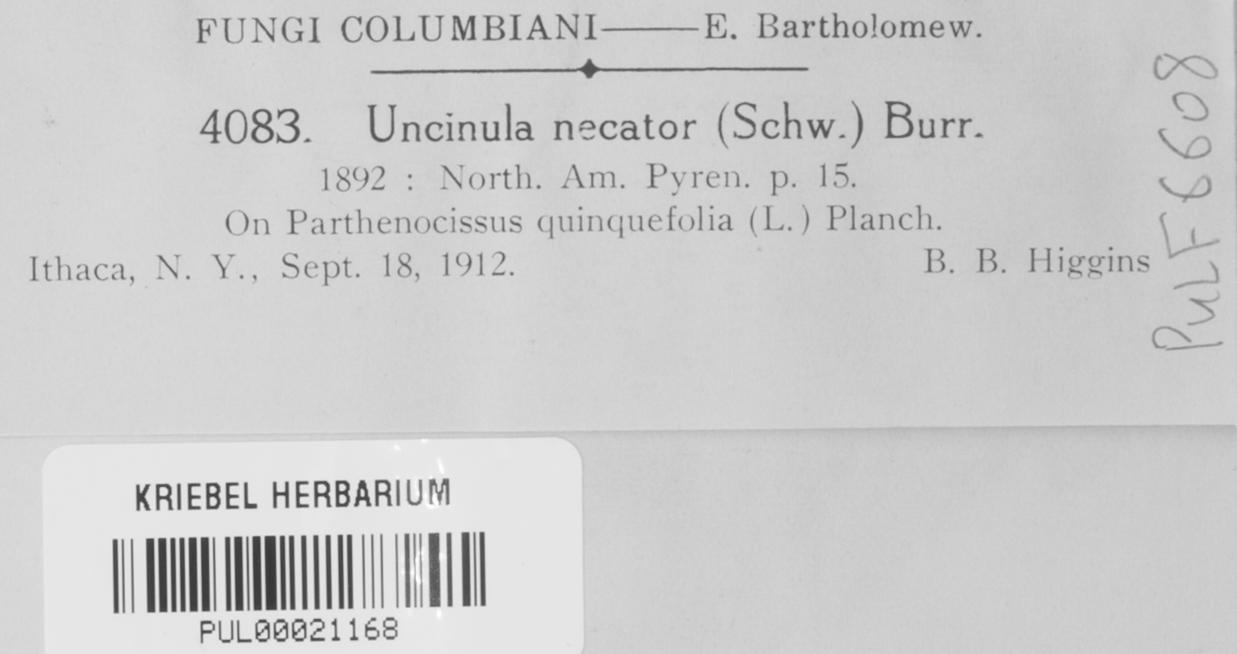 FUNGI COLUMBIANI——E. Bartholomew.
4083. Uncinula necator (Schw.) Burr.
1892 : North. Am. Pyren. p. 15.
On Parthenocissus quinquefolia (L.) Planch.
Ithaca, N. Y., Sept. 18, 1912. B. B. Higgins
PuLF6608
KRIEBEL HERBARIUM
PUL00021168